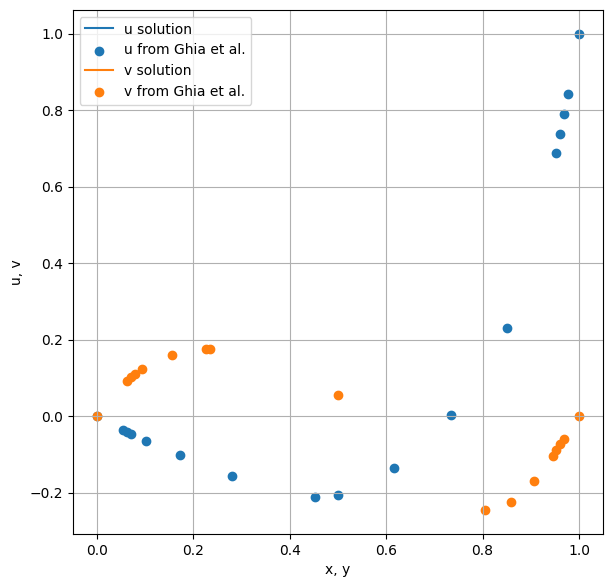 u solution
u from Ghia et al.
v solution
v from Ghia et al.
1.0
0.8
0.6
0.4
0.2
0.0
−0.2
u, v
0.0 0.2 0.4 0.6 0.8 1.0
x, y